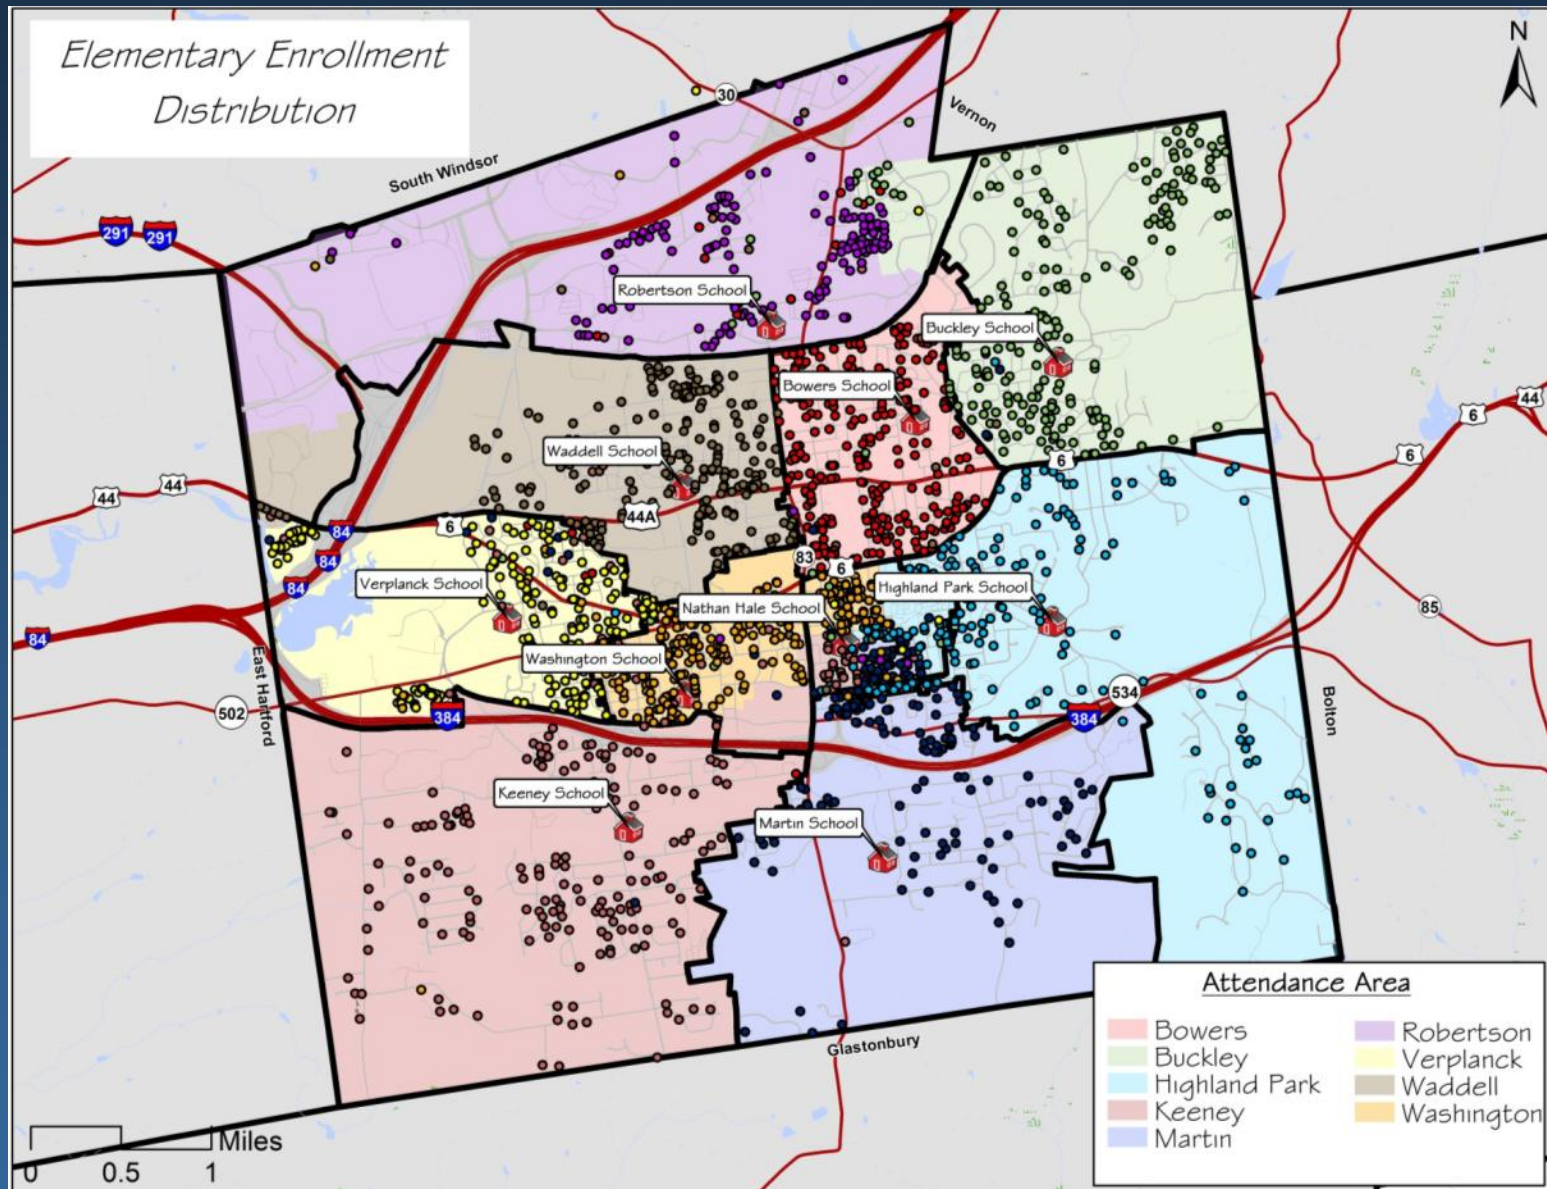 Elementary Enrollment
Distribution
N
30
Vernon
South Windsor
291
291
Robertson School
Buckley School
Bowers School
44
6
6
Waddell School
6
44
44
44A
6
84
84
83
6
84
Verplanck School
Highland Park School
Nathan Hale School
85
84
Washington School
East Hartford
534
502
384
384
Bolton
Keeney School
Martin School
Glastonbury
Attendance Area
Bowers
Buckley
Highland Park
Keeney
Martin
Robertson
Verplanck
Waddell
Washington
Miles
0 0.5 1